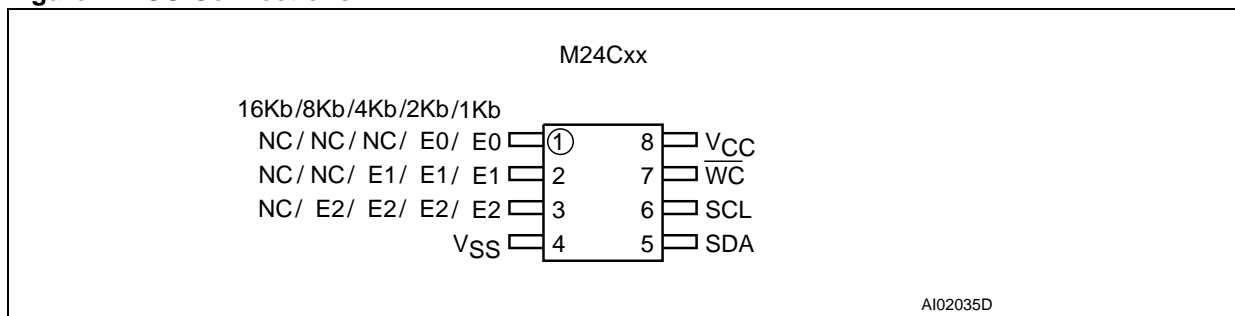 M24Cxx
16Kb/8Kb/4Kb/2Kb/1Kb
NC/ NC/ NC/ E0/ E0 1 8 VCC
NC/ NC/ E1/ E1/ E1 2 7 WC
NC/ E2/ E2/ E2/ E2 3 6 SCL
VSS 4 5 SDA
AI02035D